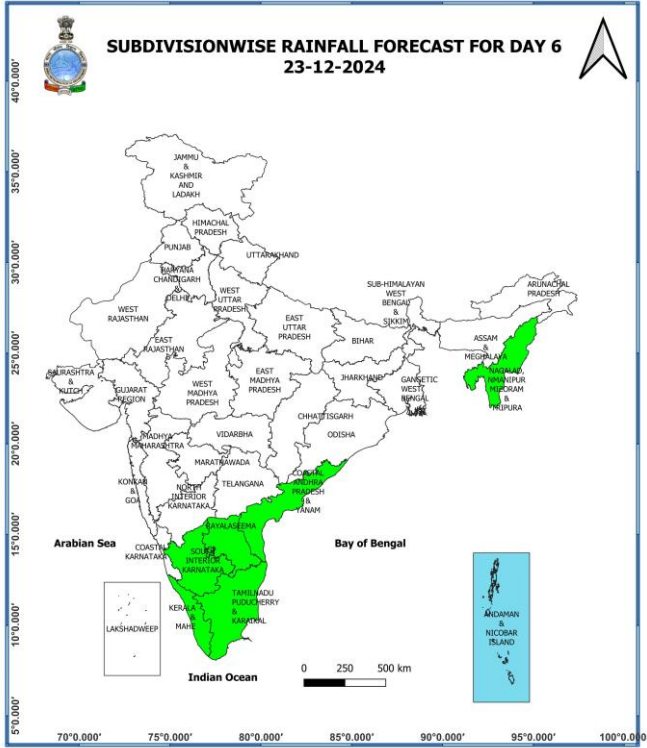 SUBDIVISIONWISE RAINFALL FORECAST FOR DAY 6
23-12-2024
40°0.000'
35°0.000'
30°0.000'
25°0.000'
20°0.000'
15°0.000'
10°0.000'
5°0.000'
JAMMU
&
KASHMIR
AND
LADAKH
HIMACHAL
PRADESH
PUNJAB
UTTARAKHAND
HARYANA
CHANDIGARH
&
DELHI
WEST
UTTAR
PRADESH
WEST
RAJASTHAN
EAST
RAJASTHAN
EAST
UTTAR
PRADESH
SUB-HIMALAYAN
WEST
BENGAL
&
SIKKIM
ARUNACHAL
PRADESH
BIHAR
ASSAM
&
MEGHALAYA
NAGALAD,
NMANIPUR
MIZORAM
&
TRIPURA
SAURASHTRA
&
KUTCH
GUJARAT
REGION
WEST
MADHYA
PRADESH
EAST
MADHYA
PRADESH
JHARKHAND
GANSETIC
WEST
BENGAL
CHHATTISGARH
ODISHA
MADHYA
MAHARASHTRA
VIDARBHA
MARATHAWADA
TELANGANA
KONKAN
&
GOA
NORTH
INTERIOR
KARNATAKA
COASTAL
ANDHRA
PRADESH
&
YANAM
RAYALASEEMA
Arabian Sea
Bay of Bengal
COASTAL
KARNATAKA
SOUTH
INTERIOR
KARNATAKA
TAMILNADU
PUDUCHERRY
&
KARAIKAL
KERALA
&
MAHE
LAKSHADWEEP
ANDAMAN
&
NICOBAR
ISLAND
Indian Ocean
0 250 500 km
70°0.000' 75°0.000' 80°0.000' 85°0.000' 90°0.000' 95°0.000' 100°0.000